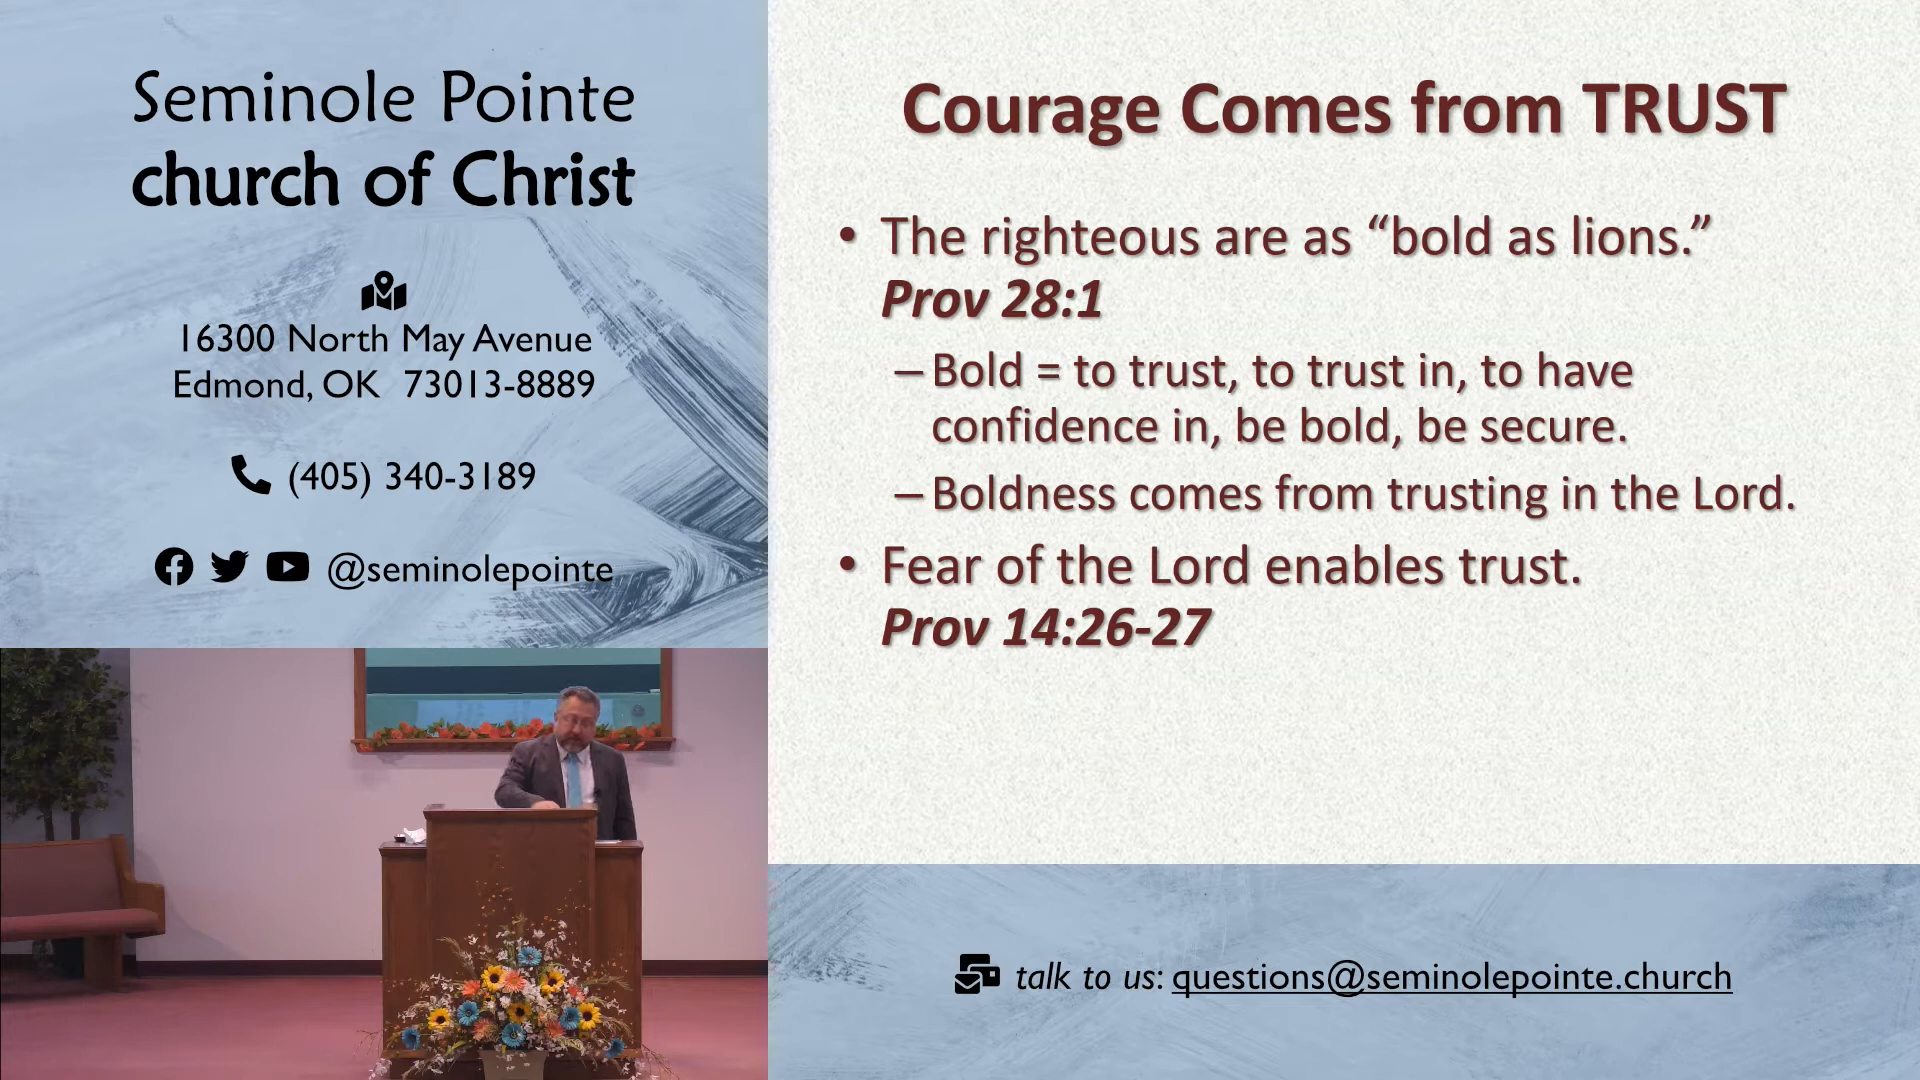 Seminole Pointe
church of Christ
16300 North May Avenue
Edmond, OK  73013-8889
(405) 340-3189
@seminolepointe
Courage Comes from TRUST
• The righteous are as “bold as lions.”
Prov 28:1
– Bold = to trust, to trust in, to have
confidence in, be bold, be secure.
– Boldness comes from trusting in the Lord.
• Fear of the Lord enables trust.
Prov 14:26-27
talk to us: questions@seminolepointe.church